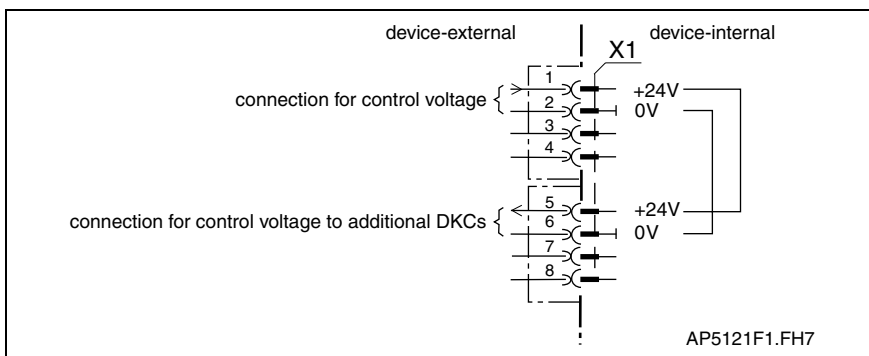 device-external
device-internal
X1
1
+24V
connection for control voltage
2
0V
3
4
5
+24V
connection for control voltage to additional DKCs
6
0V
7
8
AP5121F1.FH7